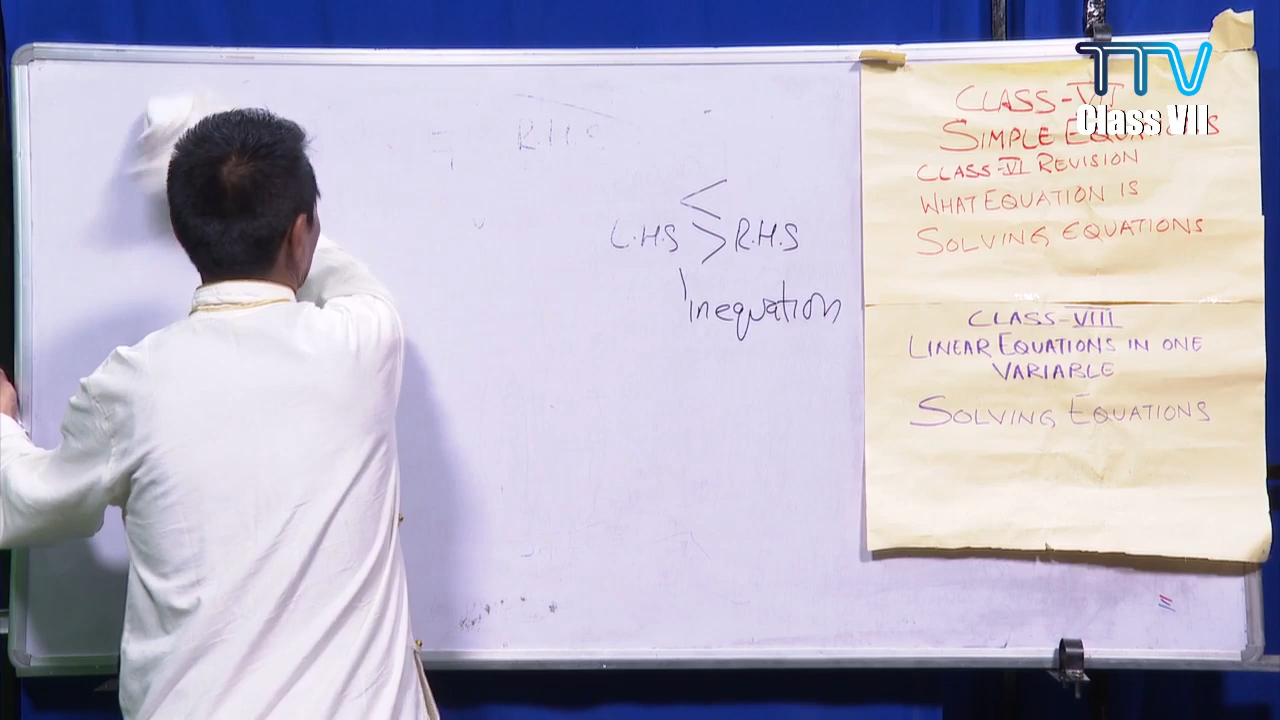 R.H.S
<
L.H.S > R.H.S
Inequation
TTV
Class VII
CLASS-VII
SIMPLE EQUATIONS
CLASS-VI REVISION
WHAT EQUATION IS
SOLVING EQUATIONS
CLASS-VIII
LINEAR EQUATIONS IN ONE
VARIABLE
SOLVING EQUATIONS